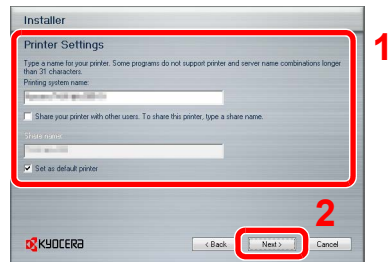 Installer
Printer Settings
1
Type a name for your printer. Some programs do not support printer and server name combinations longer
than 31 characters.
Printing system name:
Share your printer with other users. To share this printer, type a share name.
Share name:
Set as default printer
2
KYOCERA
< Back
Next >
Cancel